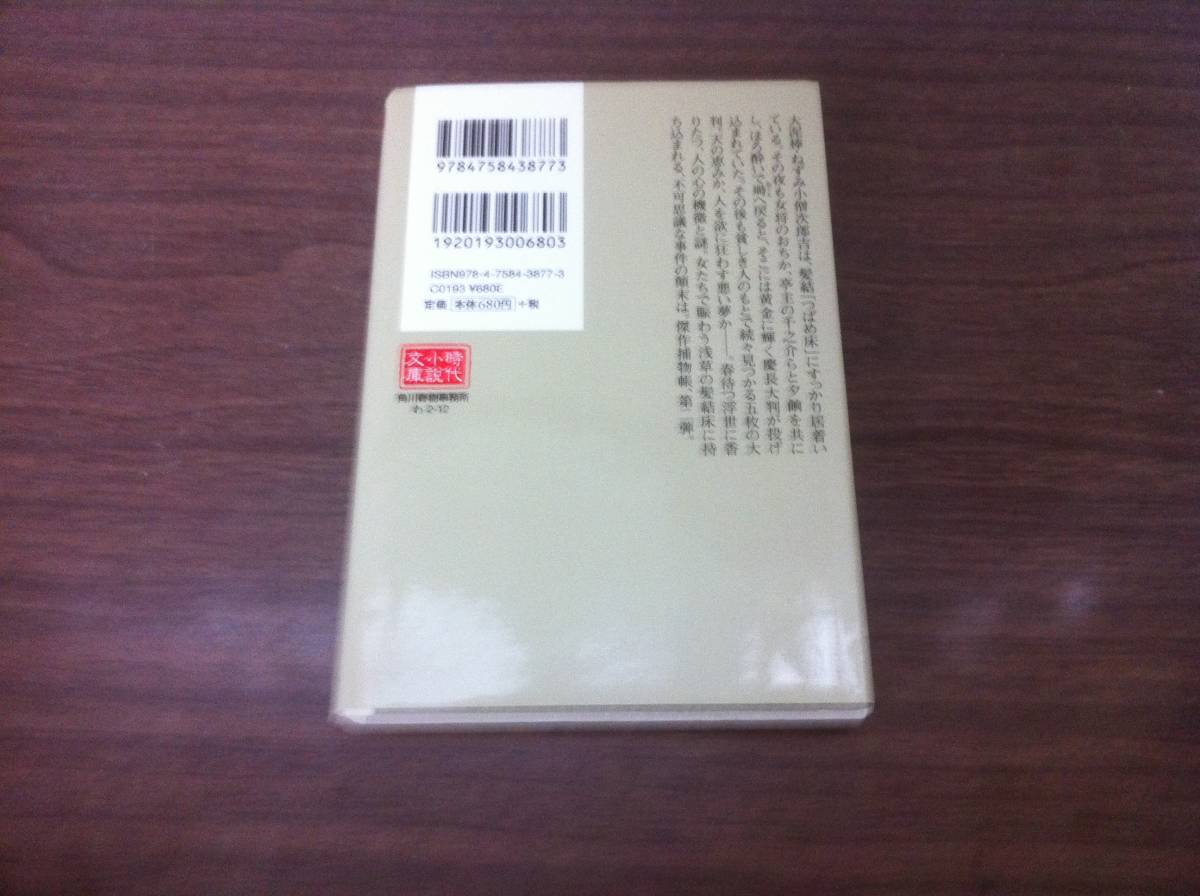 9784758438773
1920193006803
ISBN978-4-7584-3877-3
C0193 ¥680E
定価 本体680円 +税
時代
小説
文庫
角川春樹事務所
わ-2-12
大泥棒・ねずみ小僧次郎吉は、髪結「つばめ床」にすっかり居着い
ている。その夜も女将のおちか、亭主の千之介らと夕餉を共に
し、ほろ酔いで塒へ戻ると、そこには黄金に輝く慶長大判が投げ
込まれていた。その後も貧しき人のもとで続々見つかる五枚の大
判。天の恵みか、人を欲に狂わす悪い夢か――。春待つ浮世に香
りたつ、人の心の機微と謎。女たちで賑わう浅草の髪結床に持
ち込まれる、不可思議な事件の顛末は。傑作捕物帳、第二弾。